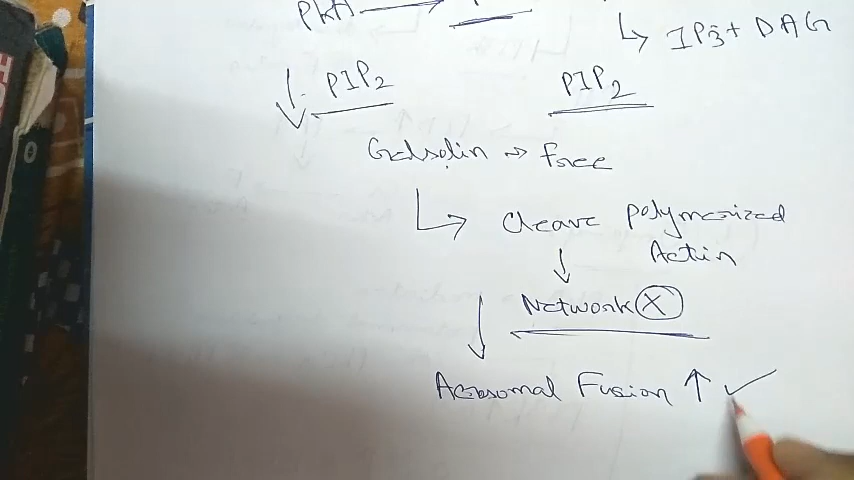 PKA →
↳ IP3 + DAG
↓ PIP2
PIP2
Gelsolin → free
↳ Cleave polymerized
Actin
↓
↓ Network (X)
Acrosomal Fusion ↑ ✓